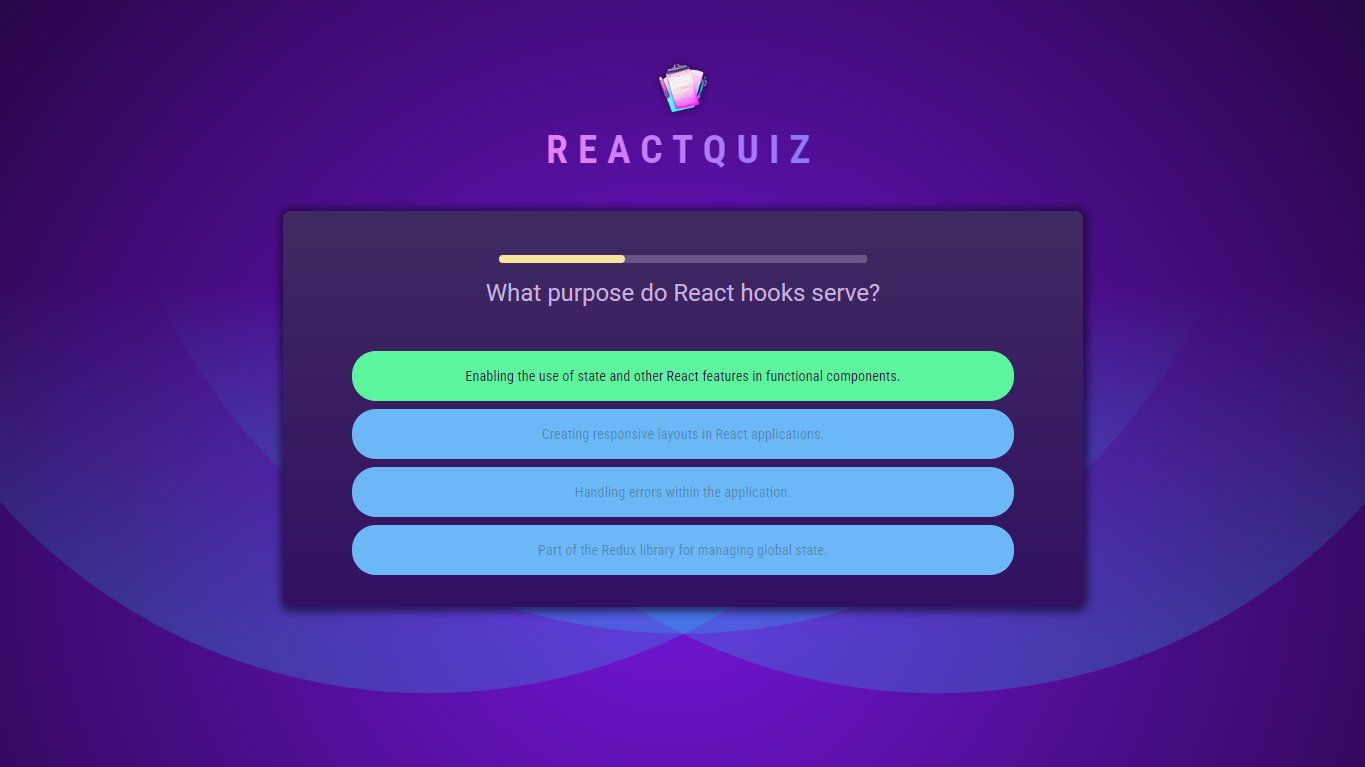 REACTQUIZ
What purpose do React hooks serve?
Enabling the use of state and other React features in functional components.
Creating responsive layouts in React applications.
Handling errors within the application.
Part of the Redux library for managing global state.